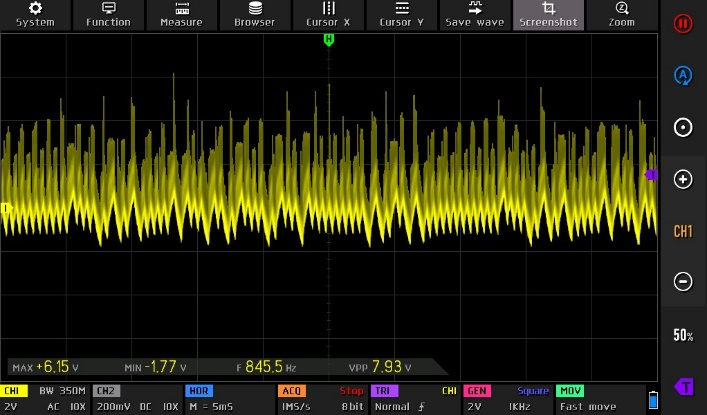 System Function Measure Browser Cursor X Cursor Y Save wave Screenshot Zoom
H
A
T
1
CH1
50%
T
MAX +6.15 V MIN -1.77 V F 845.5 Hz VPP 7.93 V
CH1 BW 350M CH2 HOR ACQ Stop TRI CH1 GEN Square MOV
2V AC 10X 200mV DC 10X M = 5mS 1MS/s 8bit Normal 2V 1KHz Fast move